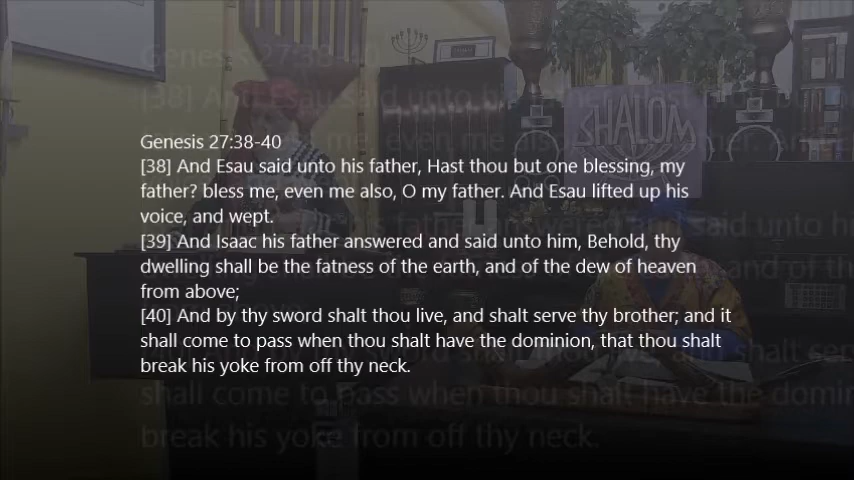 SHALOM
Genesis 27:38-40
[38] And Esau said unto his father, Hast thou but one blessing, my
father? bless me, even me also, O my father. And Esau lifted up his
voice, and wept.
[39] And Isaac his father answered and said unto him, Behold, thy
dwelling shall be the fatness of the earth, and of the dew of heaven
from above;
[40] And by thy sword shalt thou live, and shalt serve thy brother; and it
shall come to pass when thou shalt have the dominion, that thou shalt
break his yoke from off thy neck.